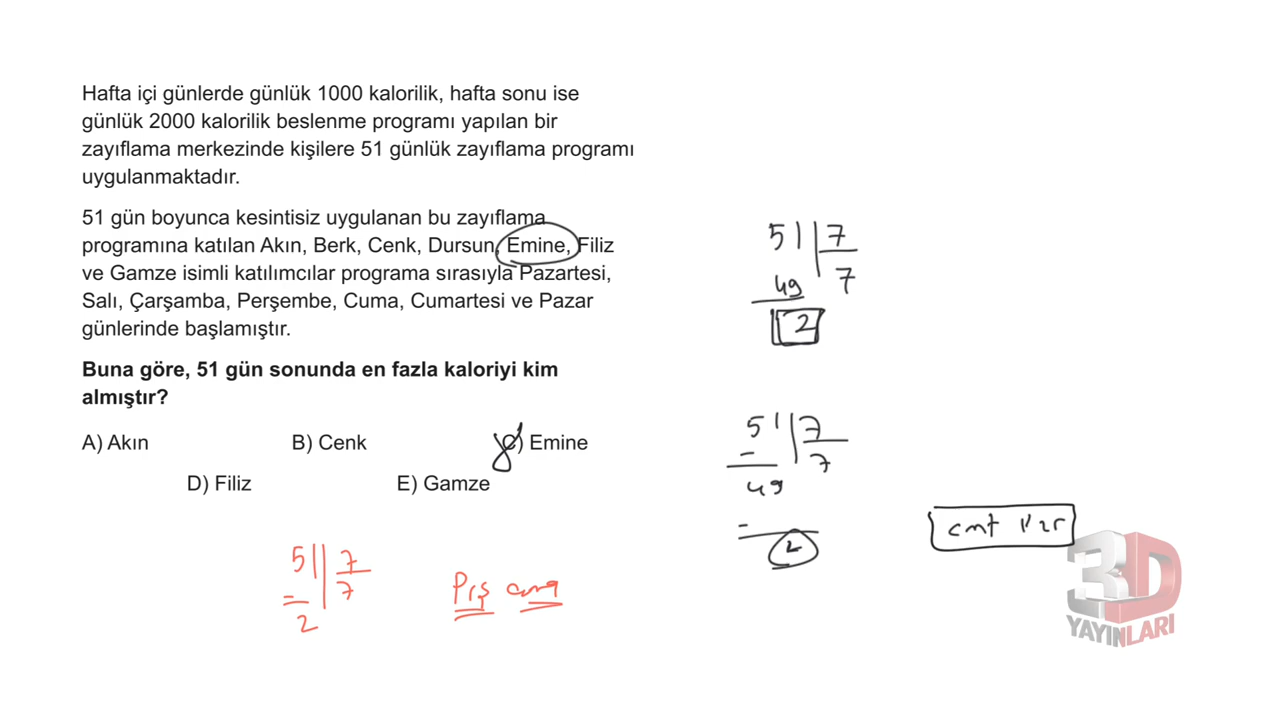 Hafta içi günlerde günlük 1000 kalorilik, hafta sonu ise
günlük 2000 kalorilik beslenme programı yapılan bir
zayıflama merkezinde kişilere 51 günlük zayıflama programı
uygulanmaktadır.
51 gün boyunca kesintisiz uygulanan bu zayıflama
programına katılan Akın, Berk, Cenk, Dursun, Emine, Filiz
ve Gamze isimli katılımcılar programa sırasıyla Pazartesi,
Salı, Çarşamba, Perşembe, Cuma, Cumartesi ve Pazar
günlerinde başlamıştır.
Buna göre, 51 gün sonunda en fazla kaloriyi kim
almıştır?
A) Akın B) Cenk C) Emine
D) Filiz E) Gamze
51 7
49 7
2
51 7
- 7
49
-
2
cmt Pzr
51 7
- 7
2
Prş cuma
3D
YAYINLARI